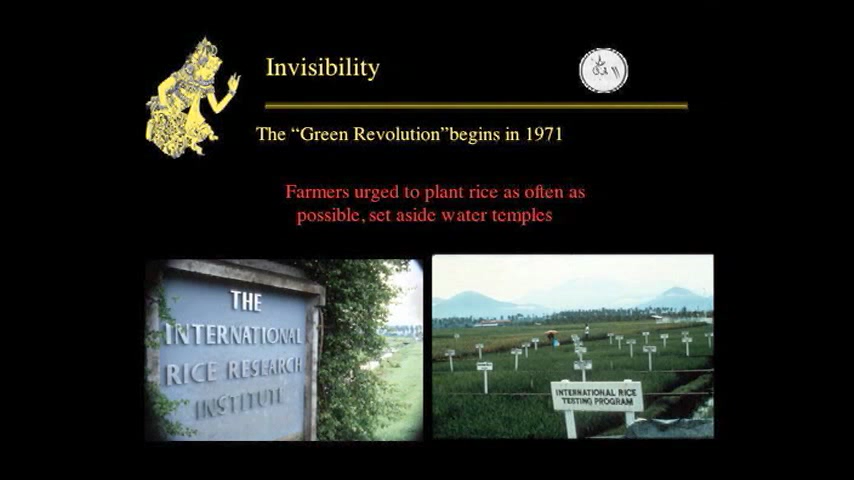 Invisibility
The “Green Revolution”begins in 1971
Farmers urged to plant rice as often as
possible, set aside water temples
THE
INTERNATIONAL
RICE RESEARCH
INSTITUTE
INTERNATIONAL RICE
TESTING PROGRAM